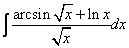 ∫ (arcsin √x + ln x)/√x dx